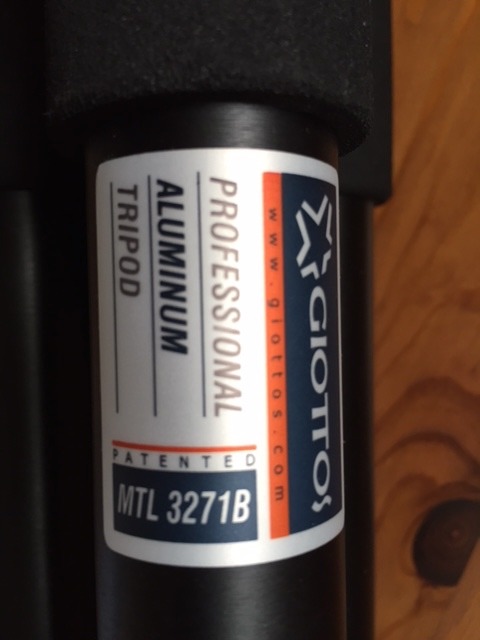 GIOTTOS
www.giottos.com
PROFESSIONAL
ALUMINUM
TRIPOD
PATENTED
MTL 3271B